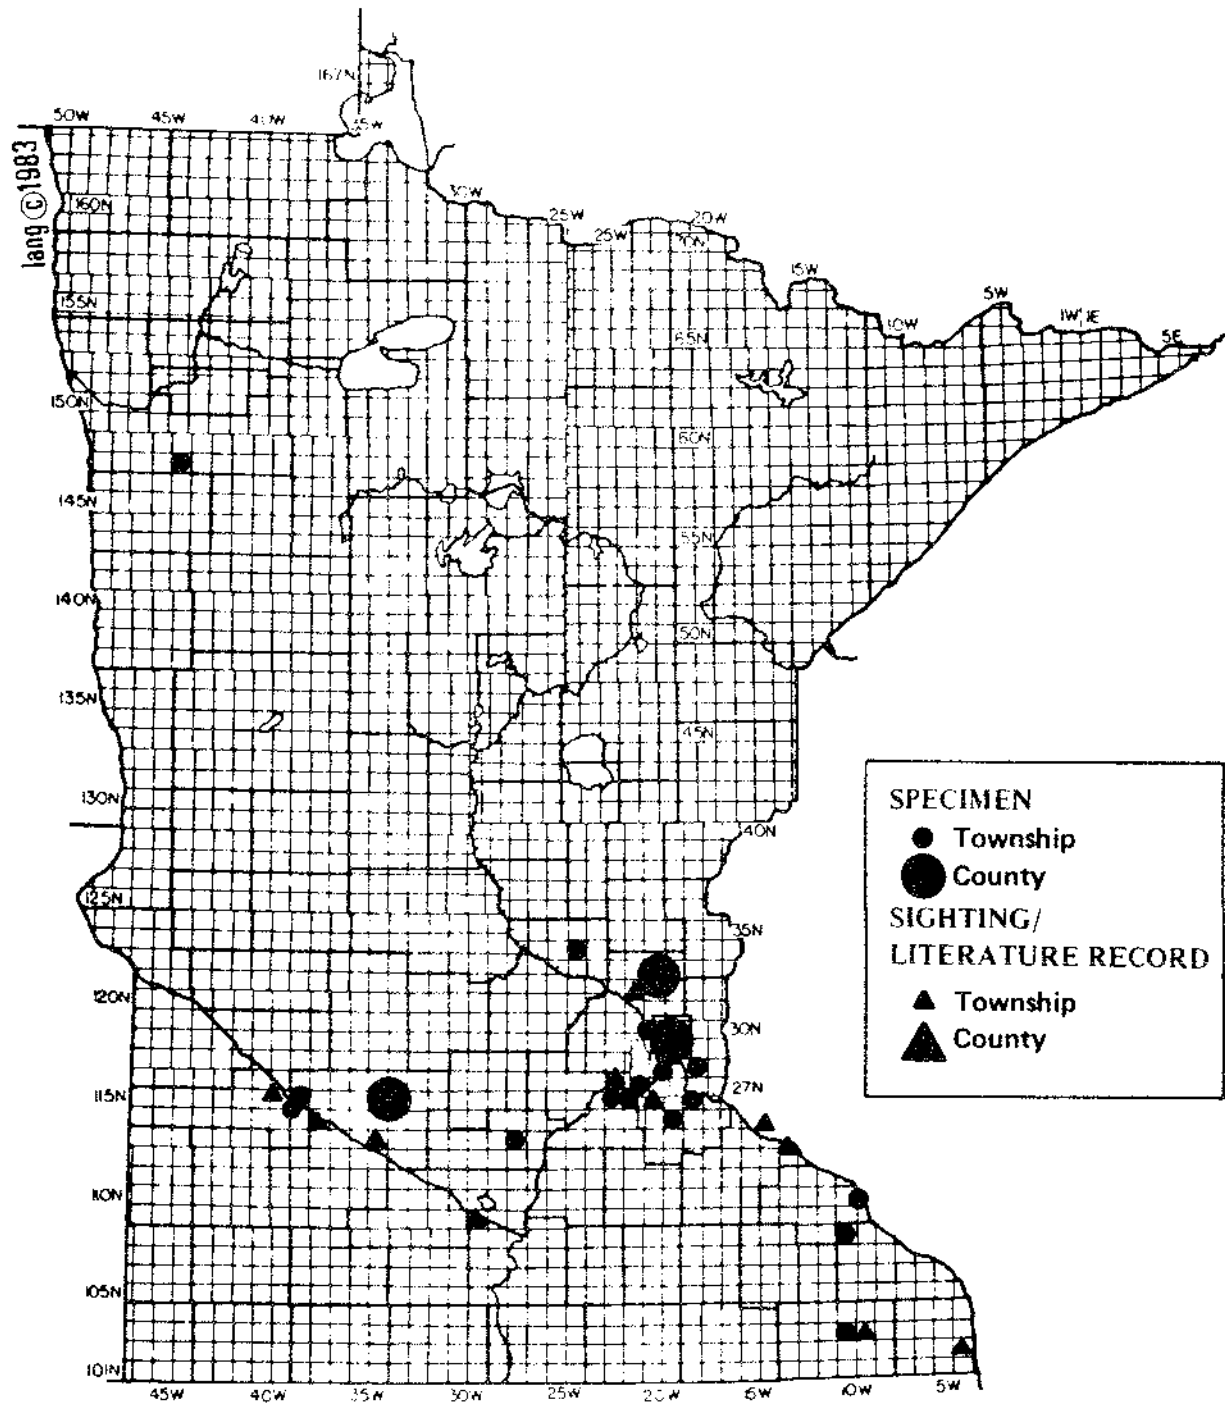 167N
50W 45W 40W 35W
lang © 1983
160N
30W
25W
20W
25W
70N
15W
155N
5W
1W 1E
10W
65N
5E
150N
60N
145N
55N
140N
50N
135N
45N
130N
40N
SPECIMEN
Township
County
SIGHTING/
LITERATURE RECORD
Township
County
125N
35N
120N
30N
115N
27N
110N
105N
101N
45W 40W 35W 30W 25W 20W 15W 10W 5W